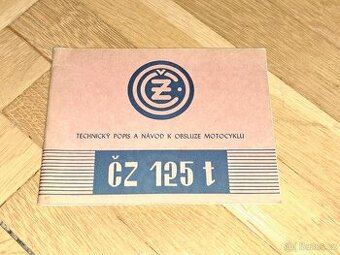 ČZ
TECHNICKÝ POPIS A NÁVOD K OBSLUZE MOTOCYKLU
ČZ 125 t